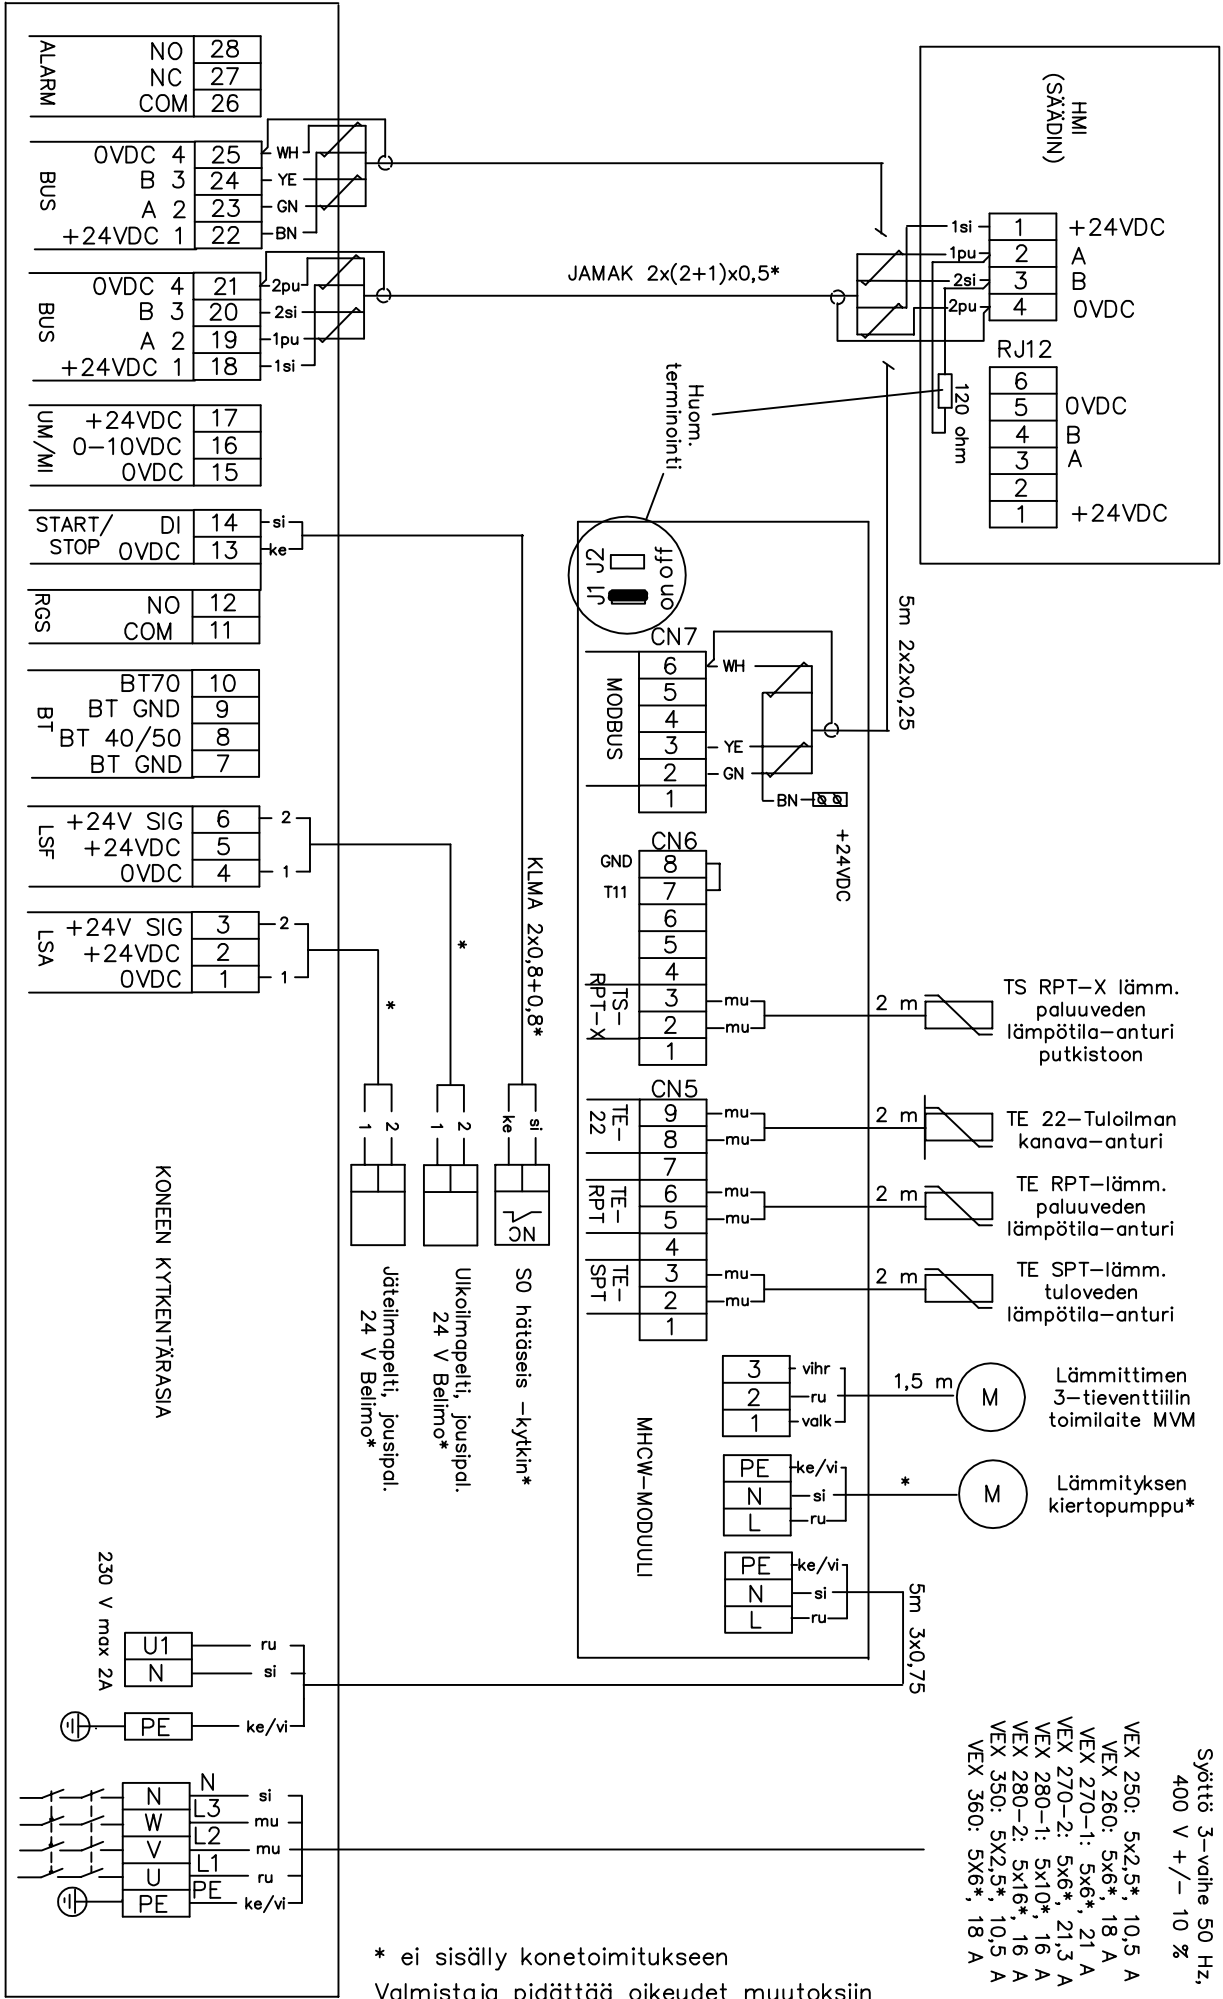 ALARM
NO 28
NC 27
COM 26
BUS
0VDC 4 25 WH
B 3 24 YE
A 2 23 GN
+24VDC 1 22 BN
BUS
0VDC 4 21 2pu
B 3 20 2si
A 2 19 1pu
+24VDC 1 18 1si
UM/MI
+24VDC 17
0-10VDC 16
0VDC 15
START/ DI 14 si
STOP 0VDC 13 ke
RGS
NO 12
COM 11
BT
BT70 10
BT GND 9
BT 40/50 8
BT GND 7
LSF
+24V SIG 6 2
+24VDC 5
0VDC 4 1
LSA
+24V SIG 3 2
+24VDC 2
0VDC 1 1
JAMAK 2x(2+1)x0,5*
HMI
(SÄÄDIN)
1si 1 +24VDC
1pu 2 A
2si 3 B
2pu 4 0VDC
RJ12
6
5 0VDC
4 B
3 A
2
1 +24VDC
120 ohm
Huom.
terminointi
J2 off
J1 on
5m 2x2x0,25
CN7
MODBUS
6 WH
5
4
3 YE
2 GN
1
BN
+24VDC
CN6
GND 8
T11 7
6
5
4
TS-
RPT-X
3 mu
2 mu
1
2 m
TS RPT-X lämm.
paluuveden
lämpötila-anturi
putkistoon
CN5
TE-
22
9 mu
8 mu
7
2 m
TE 22-Tuloilman
kanava-anturi
TE-
RPT
6 mu
5 mu
4
2 m
TE RPT-lämm.
paluuveden
lämpötila-anturi
TE-
SPT
3 mu
2 mu
1
2 m
TE SPT-lämm.
tuloveden
lämpötila-anturi
3 vihr
2 ru
1 valk
1,5 m
M
Lämmittimen
3-tieventtiilin
toimilaite MVM
PE ke/vi
N si
L ru
*
M
Lämmityksen
kiertopumppu*
PE ke/vi
N si
L ru
5m 3x0,75
MHCW-MODUULI
KLMA 2x0,8+0,8*
*
*
1 2
1 2
ke si
NC
S0 hätäseis -kytkin*
Ulkoilmapelti, jousipal.
24 V Belimo*
Jäteilmapelti, jousipal.
24 V Belimo*
KONEEN KYTKENTÄRASIA
230 V max 2A
U1 ru
N si
PE ke/vi
N N si
W L3 mu
V L2 mu
U L1 ru
PE PE ke/vi
Syöttö 3-vaihe 50 Hz,
400 V +/- 10 %
VEX 250: 5x2,5*, 10,5 A
VEX 260: 5x6*, 18 A
VEX 270-1: 5x6*, 21 A
VEX 270-2: 5x6*, 21,3 A
VEX 280-1: 5x10*, 16 A
VEX 280-2: 5x16*, 16 A
VEX 350: 5X2,5*, 10,5 A
VEX 360: 5X6*, 18 A
* ei sisälly konetoimitukseen
Valmistaja pidättää oikeudet muutoksiin